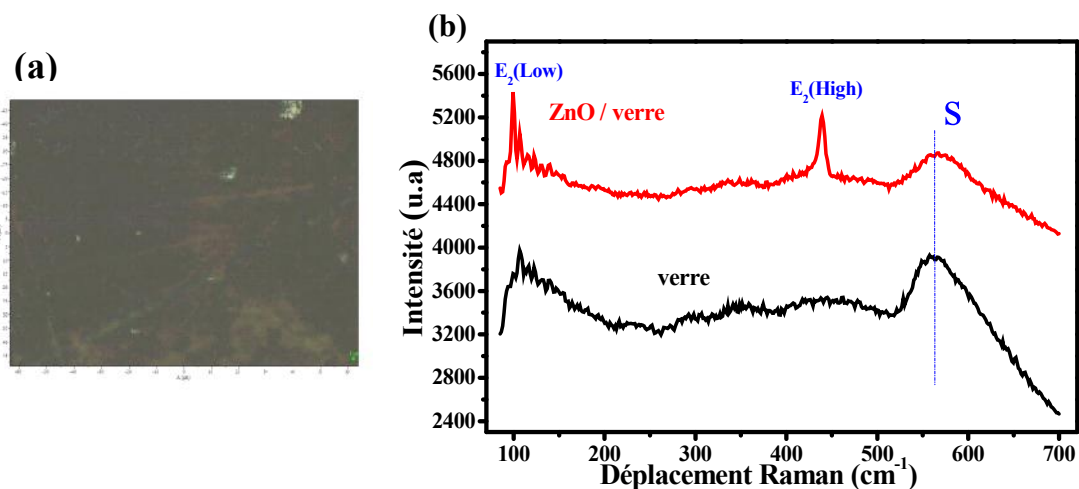 (a)
(b)
E2(Low)
E2(High)
ZnO / verre
S
verre
Intensité (u.a)
5600
5200
4800
4400
4000
3600
3200
2800
2400
100 200 300 400 500 600 700
Déplacement Raman (cm-1)